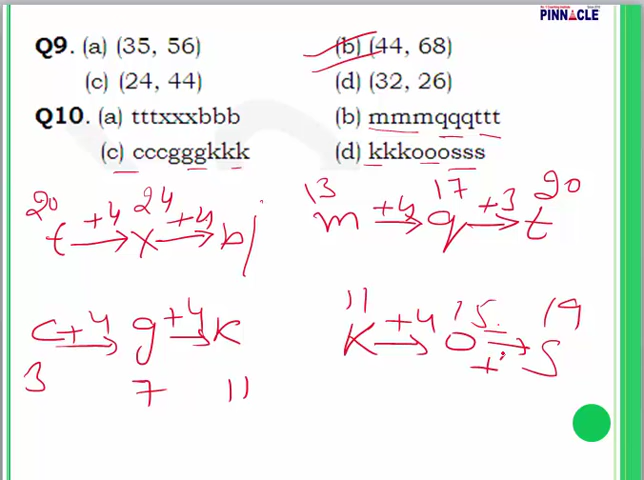 PINNACLE
Q9. (a) (35, 56) (b) (44, 68)
(c) (24, 44) (d) (32, 26)
Q10. (a) tttxxxbbb (b) mmmqqqttt
(c) cccgggkkk (d) kkkooosss
20 24 13 17 20
t +4 x +4 b m +4 q +3 t
c +4 g +4 k 11 15 19
3 7 11 K +4 O + S